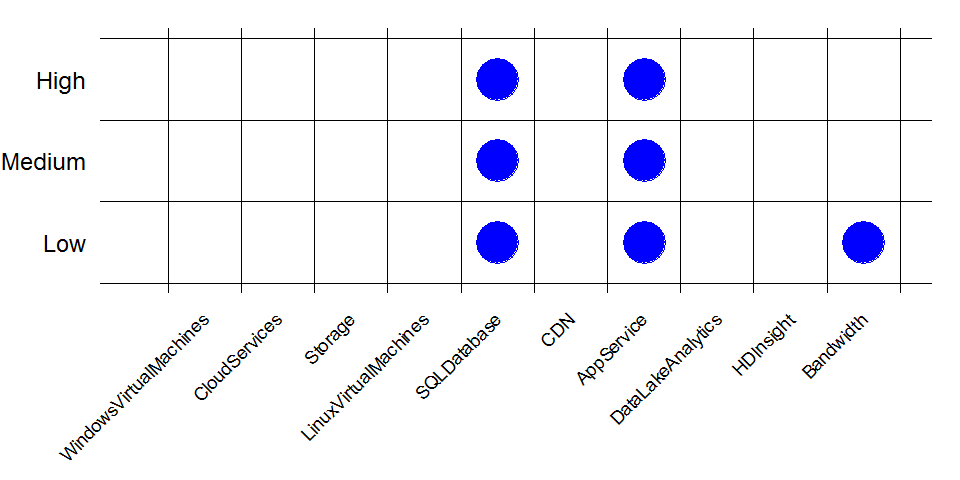 High
Medium
Low
WindowsVirtualMachines
CloudServices
Storage
LinuxVirtualMachines
SQLDatabase
CDN
AppService
DataLakeAnalytics
HDInsight
Bandwidth